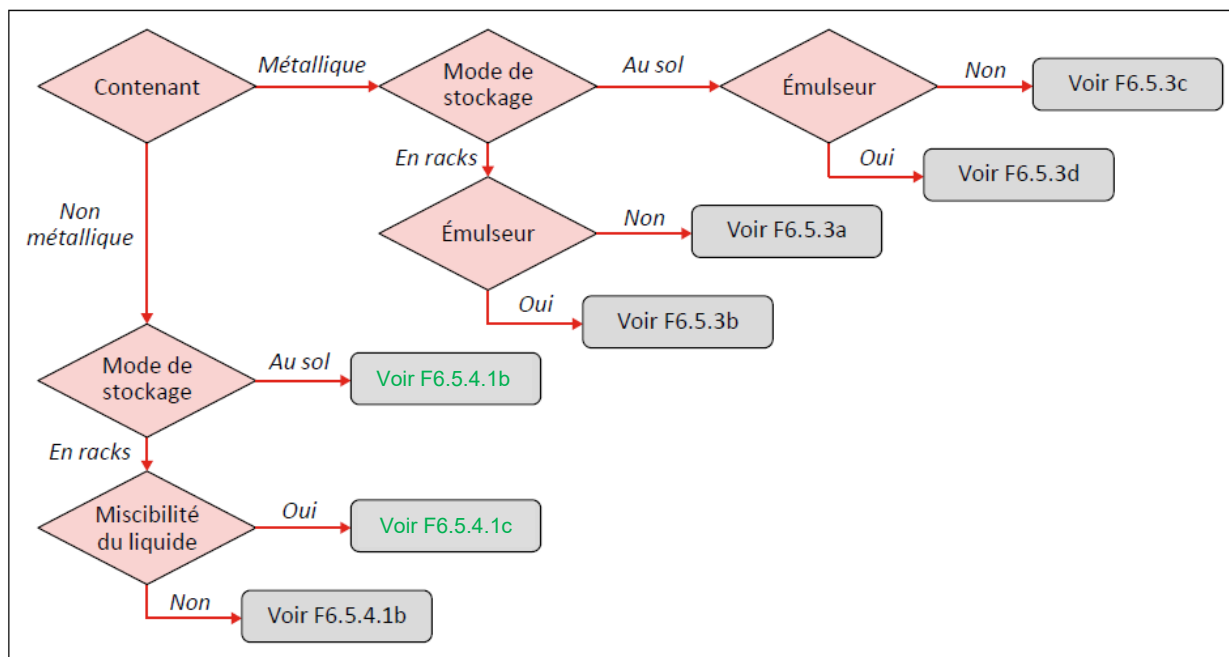 Contenant
Métallique
Mode de
stockage
Au sol
Émulseur
Non
Voir F6.5.3c
Oui
Voir F6.5.3d
En racks
Émulseur
Non
Voir F6.5.3a
Oui
Voir F6.5.3b
Non
métallique
Mode de
stockage
Au sol
Voir F6.5.4.1b
En racks
Miscibilité
du liquide
Oui
Voir F6.5.4.1c
Non
Voir F6.5.4.1b